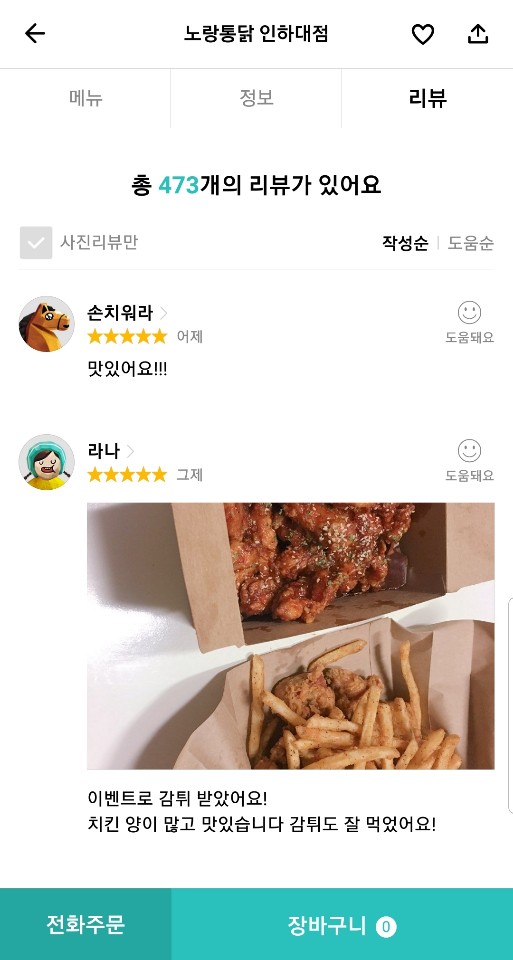 노랑통닭 인하대점
메뉴
정보
리뷰
총 473개의 리뷰가 있어요
사진리뷰만
작성순 | 도움순
손치워라
어제
도움돼요
맛있어요!!!
라나
그제
도움돼요
이벤트로 감튀 받았어요!
치킨 양이 많고 맛있습니다 감튀도 잘 먹었어요!
전화주문
장바구니 0